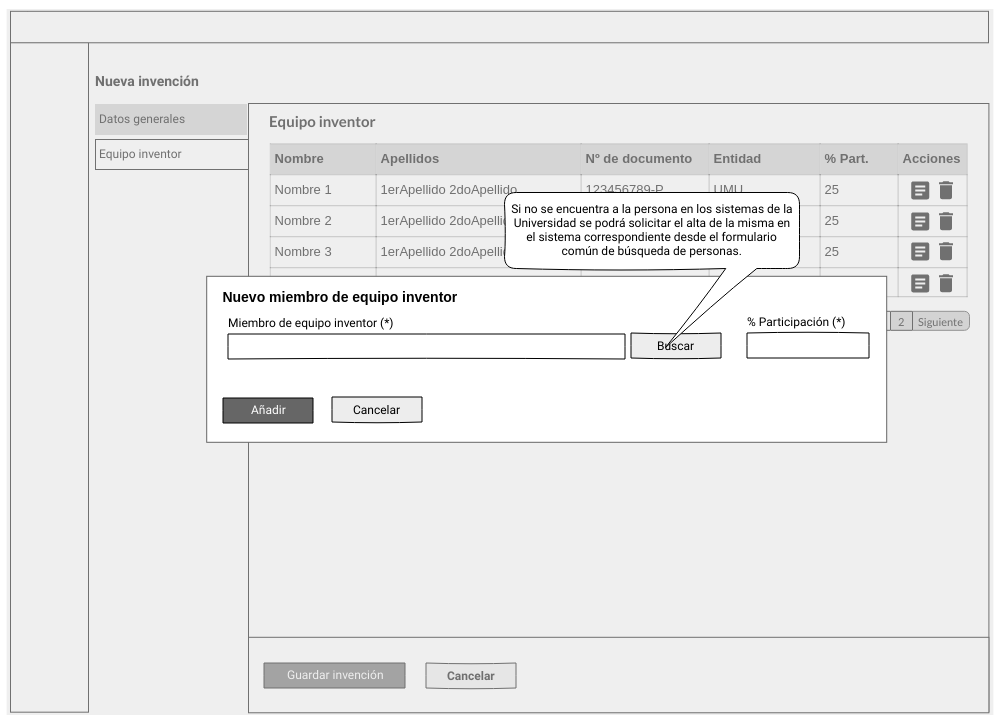 Nueva invención
Datos generales
Equipo inventor
Equipo inventor
Nombre Apellidos Nº de documento Entidad % Part. Acciones
Nombre 1 1erApellido 2doApellido 123456789-P UMU 25
Nombre 2 1erApellido 2doApelli 25
Nombre 3 1erApellido 2doApelli 25
Si no se encuentra a la persona en los sistemas de la
Universidad se podrá solicitar el alta de la misma en
el sistema correspondiente desde el formulario
común de búsqueda de personas.
Nuevo miembro de equipo inventor
Miembro de equipo inventor (*) % Participación (*)
Buscar
2 Siguiente
Añadir Cancelar
Guardar invención Cancelar